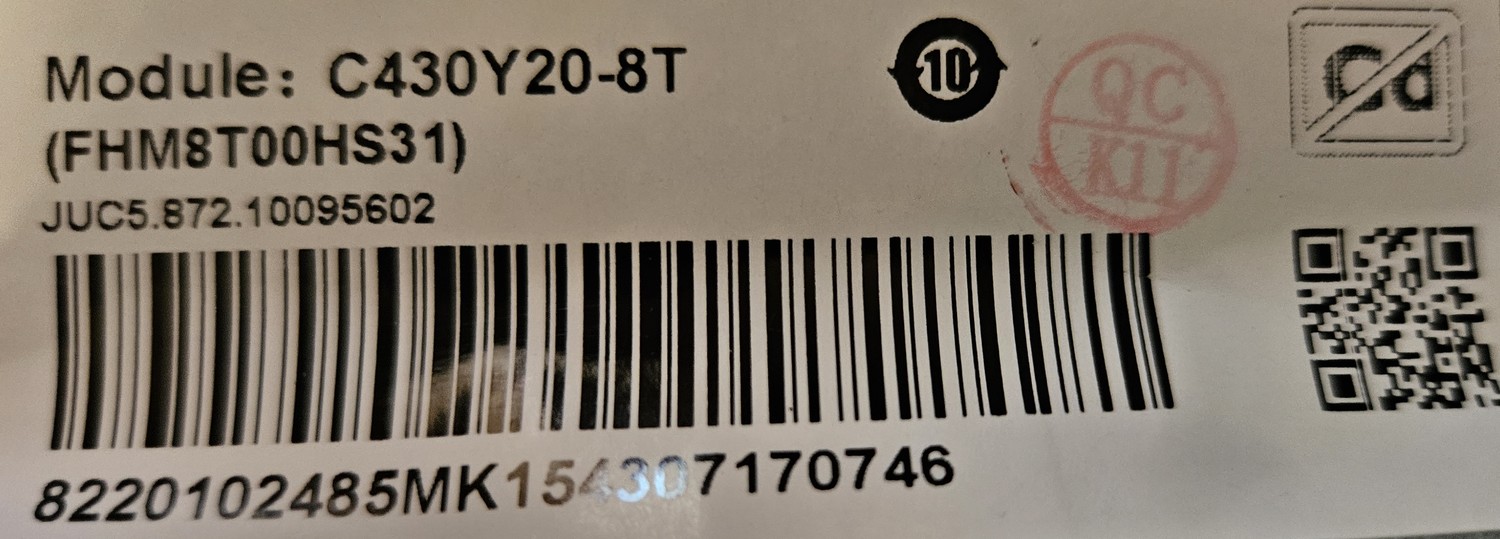 Module: C430Y20-8T
(FHM8T00HS31)
JUC5.872.10095602
10
QC
K11
Cd
8220102485MK154307170746